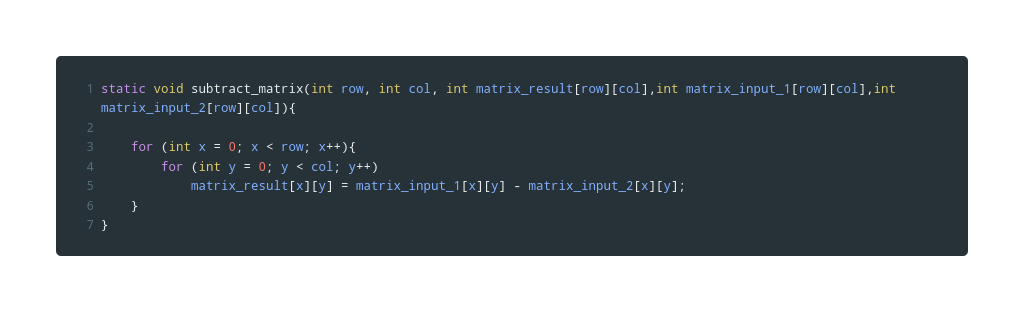 1 static void subtract_matrix(int row, int col, int matrix_result[row][col],int matrix_input_1[row][col],int
matrix_input_2[row][col]){
2
3     for (int x = 0; x < row; x++){
4         for (int y = 0; y < col; y++)
5             matrix_result[x][y] = matrix_input_1[x][y] - matrix_input_2[x][y];
6     }
7 }